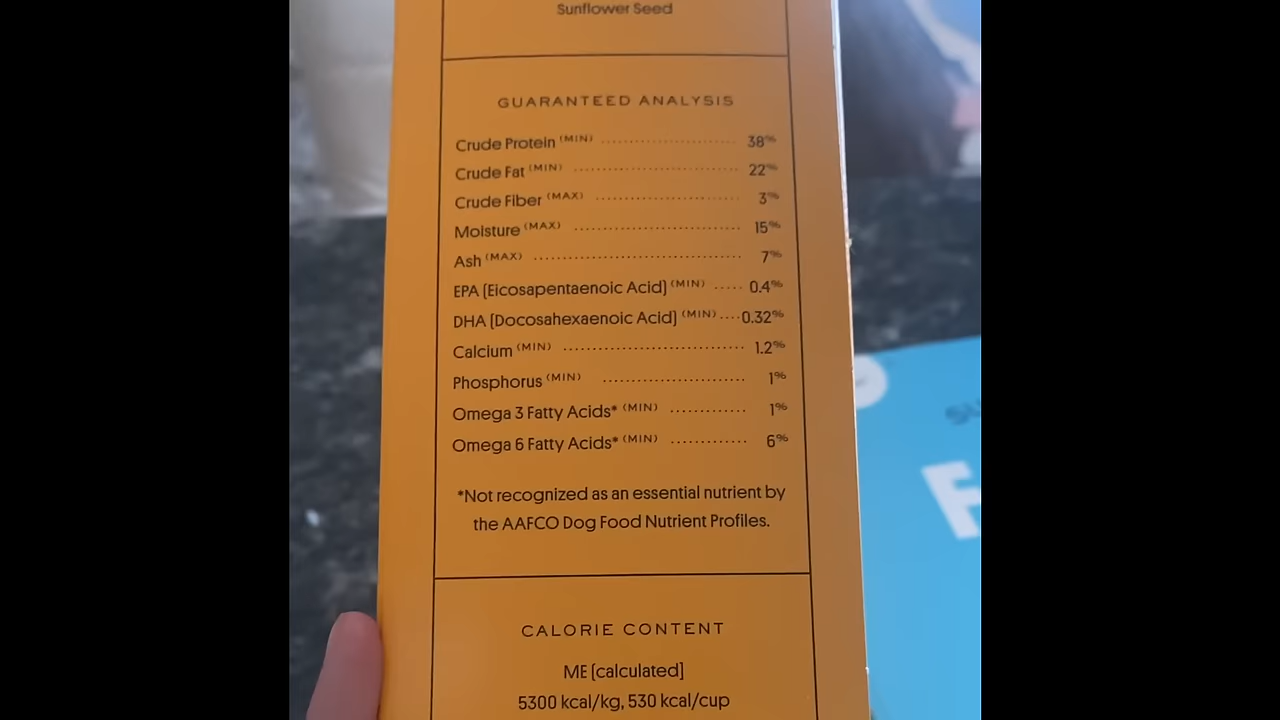 Sunflower Seed
GUARANTEED ANALYSIS
Crude Protein (MIN) ........................ 38%
Crude Fat (MIN) ............................. 22%
Crude Fiber (MAX) ........................ 3%
Moisture (MAX) ............................. 15%
Ash (MAX) .................................... 7%
EPA [Eicosapentaenoic Acid] (MIN) ..... 0.4%
DHA [Docosahexaenoic Acid] (MIN) .... 0.32%
Calcium (MIN) ................................ 1.2%
Phosphorus (MIN) ......................... 1%
Omega 3 Fatty Acids* (MIN) ............. 1%
Omega 6 Fatty Acids* (MIN) ............. 6%
*Not recognized as an essential nutrient by
the AAFCO Dog Food Nutrient Profiles.
CALORIE CONTENT
ME [calculated]
5300 kcal/kg, 530 kcal/cup